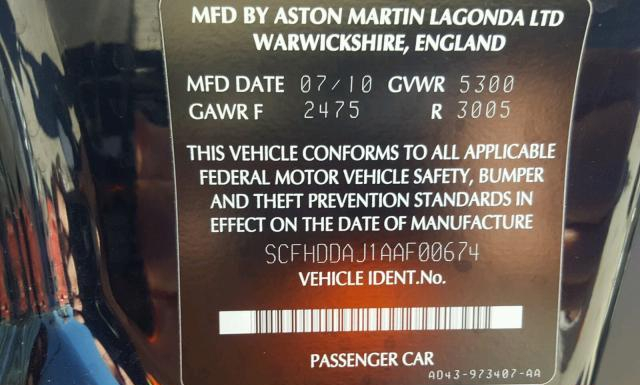 MFD BY ASTON MARTIN LAGONDA LTD
WARWICKSHIRE, ENGLAND
MFD DATE 07/10 GVWR 5300
GAWR F 2475 R 3005
THIS VEHICLE CONFORMS TO ALL APPLICABLE
FEDERAL MOTOR VEHICLE SAFETY, BUMPER
AND THEFT PREVENTION STANDARDS IN
EFFECT ON THE DATE OF MANUFACTURE
SCFHDDAJ1AAF00674
VEHICLE IDENT.No.
PASSENGER CAR
AD43-973407-AA